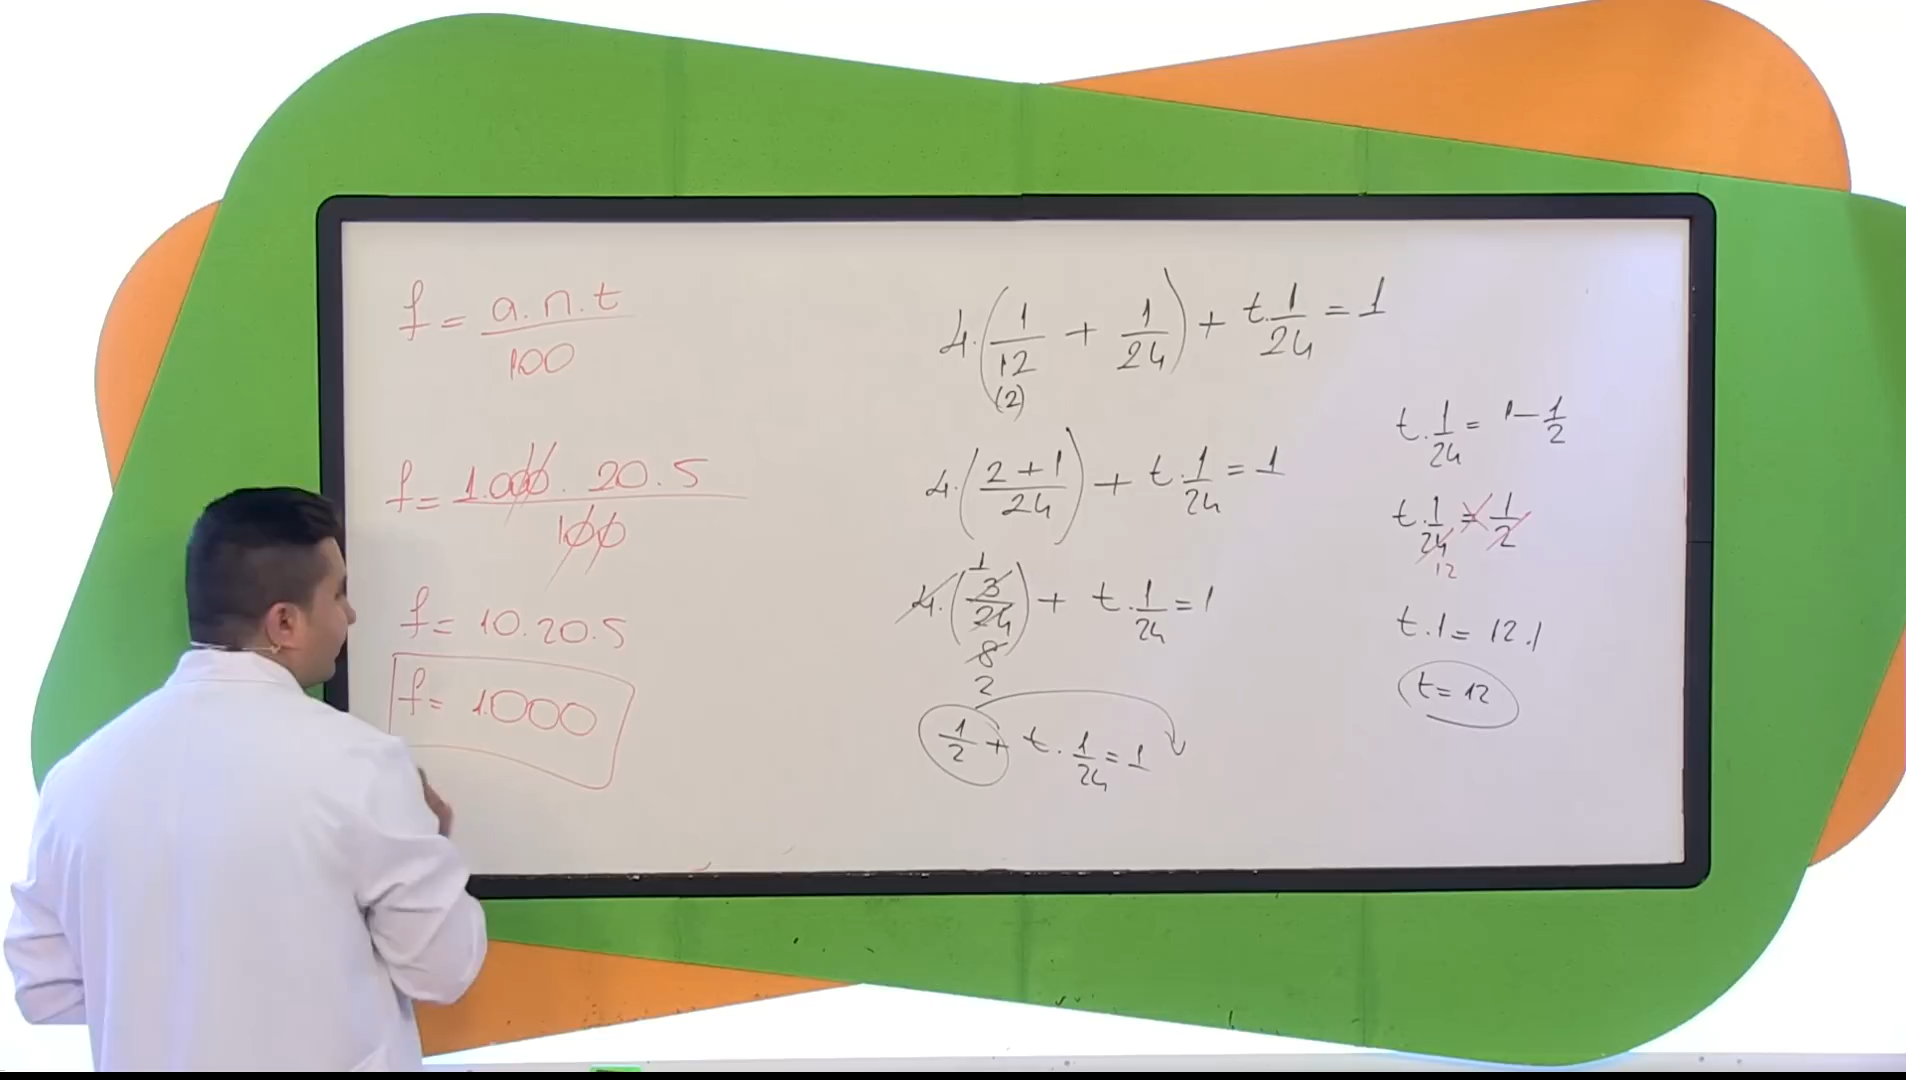 f = a.n.t / 100
f = 1.000 . 20 . 5 / 100
f = 10.20.5
f = 1.000
4.(1/12 + 1/24) + t.1/24 = 1
(2)
4.(2+1/24) + t.1/24 = 1
1
4.(3/24) + t.1/24 = 1
8
2
1/2 + t.1/24 = 1
t.1/24 = 1 - 1/2
t.1/24 = 1/2
12
t.1 = 12.1
t = 12